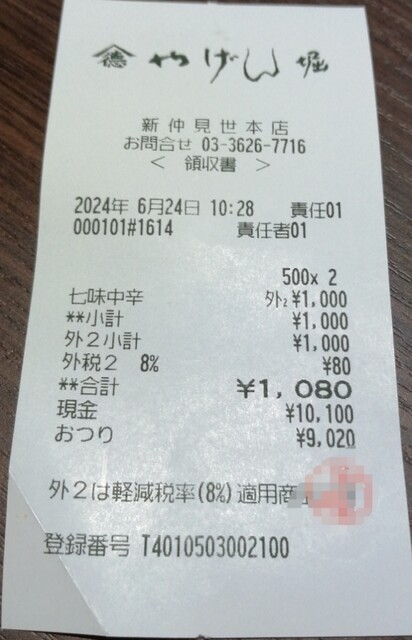 徳 やげん堀
新仲見世本店
お問合せ 03-3626-7716
< 領収書 >
2024年 6月24日 10:28 責任01
000101#1614 責任者01
500x 2
七味中辛 外2 ¥1,000
**小計 ¥1,000
外2小計 ¥1,000
外税2 8% ¥80
**合計 ¥1,080
現金 ¥10,100
おつり ¥9,020
外2は軽減税率(8%)適用商
登録番号 T4010503002100